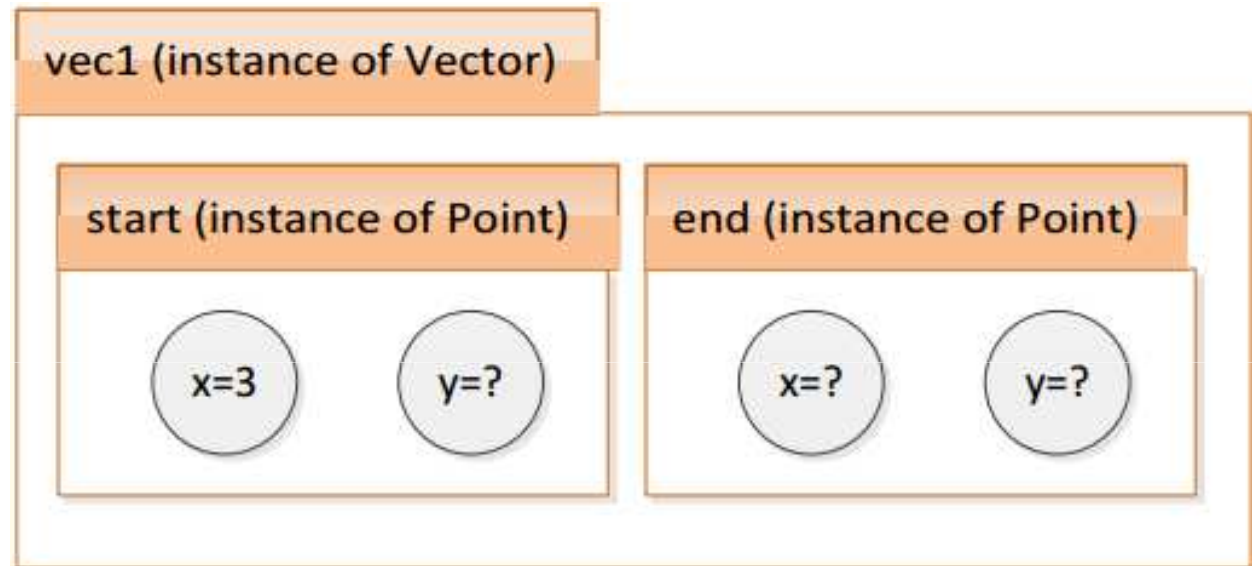 vec1 (instance of Vector)
start (instance of Point) end (instance of Point)
x=3 y=? x=? y=?